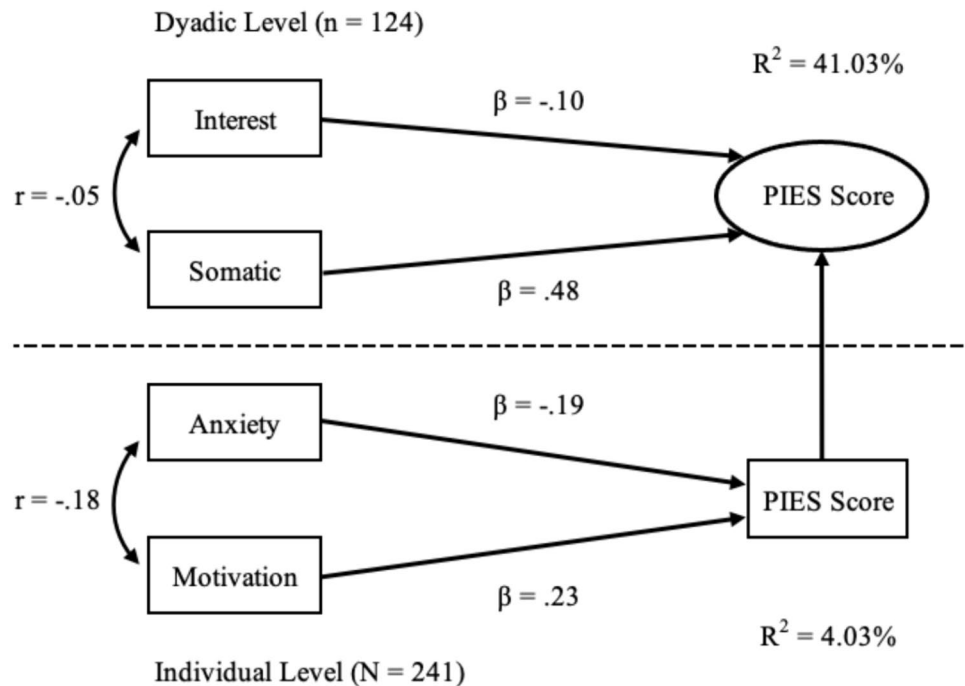 Dyadic Level (n = 124)
R² = 41.03%
Interest
β = -.10
PIES Score
r = -.05
Somatic
β = .48
Anxiety
β = -.19
r = -.18
PIES Score
Motivation
β = .23
R² = 4.03%
Individual Level (N = 241)